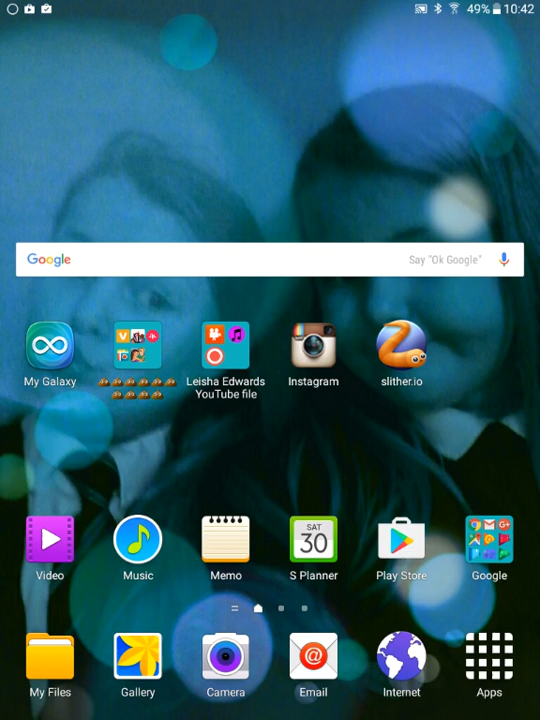 49% 10:42
Google Say "Ok Google"
My Galaxy
Leisha Edwards
YouTube file
Instagram
slither.io
SAT
30
Video
Music
Memo
S Planner
Play Store
Google
My Files
Gallery
Camera
@
Email
Internet
Apps